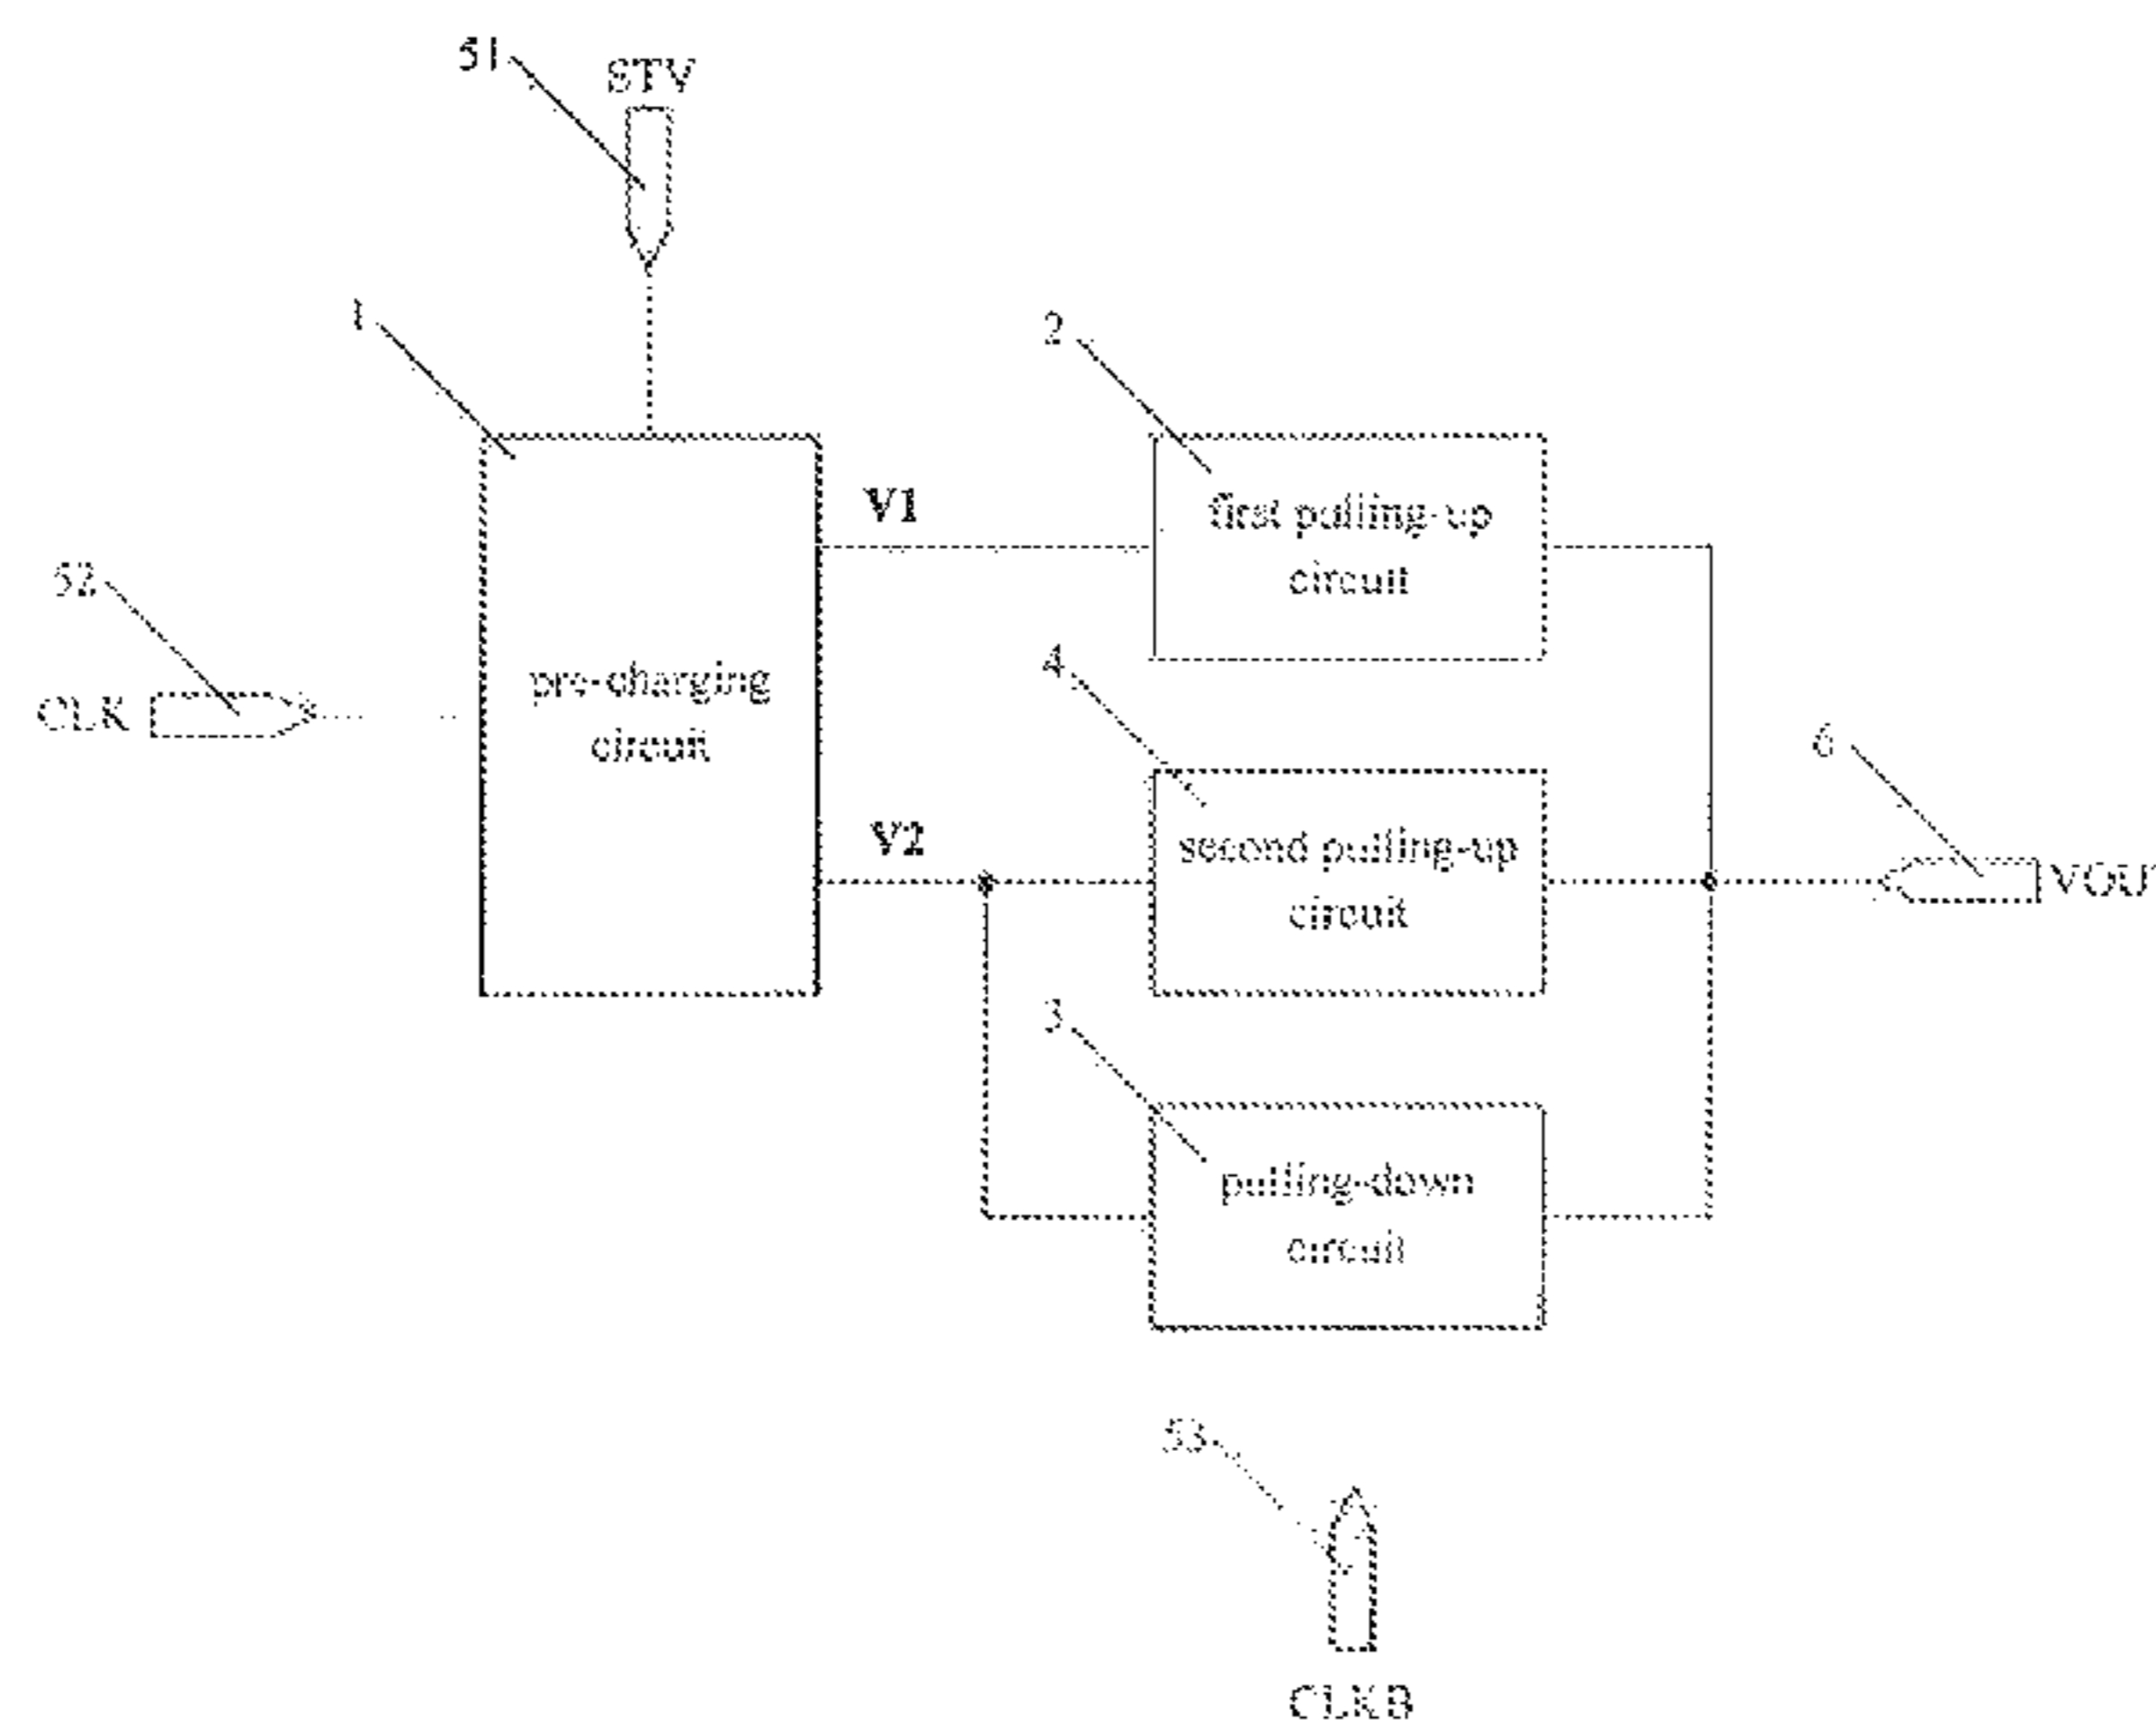 51
STV
1
2
V1
first pulling-up
circuit
52
CLK
pre-charging
circuit
4
6
V2
second pulling-up
circuit
VOUT
3
pulling-down
circuit
53
CLKB